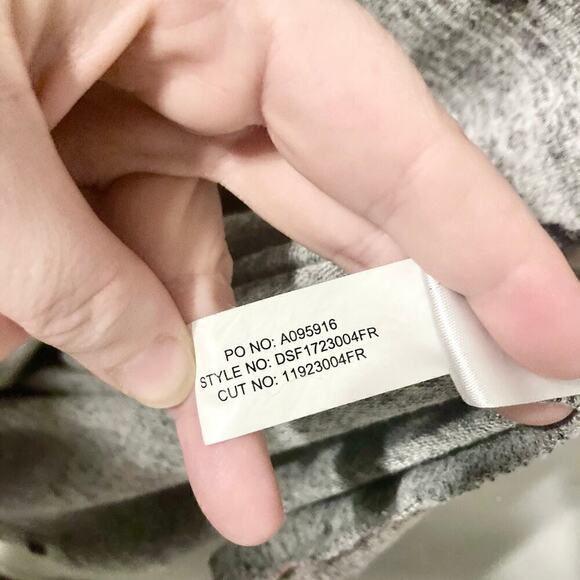 PO NO: A095916
STYLE NO: DSF1723004FR
CUT NO: 11923004FR